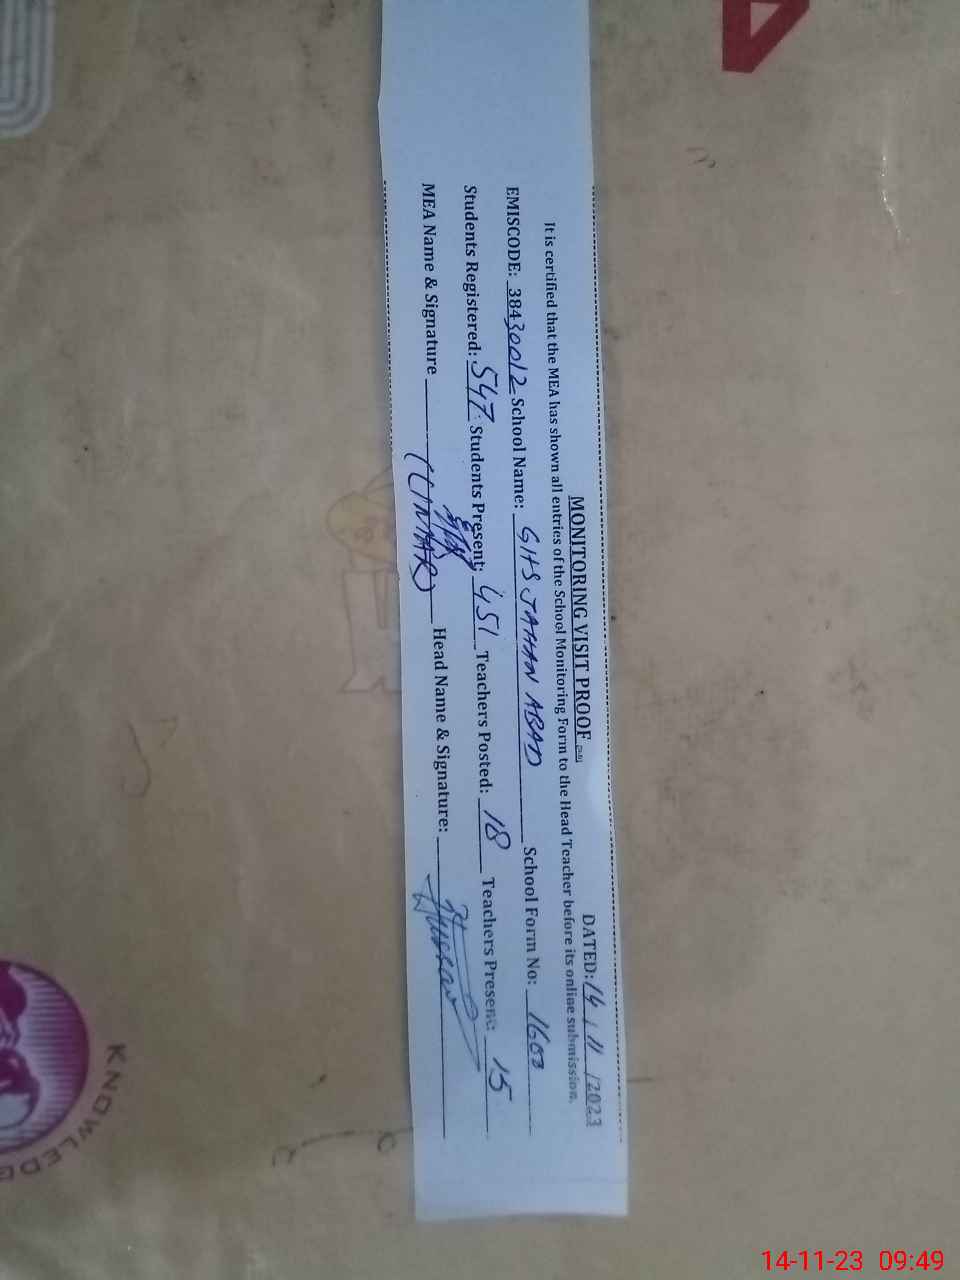 MONITORING VISIT PROOF DATED: 14 / 11 / 2023
It is certified that the MEA has shown all entries of the School Monitoring Form to the Head Teacher before its online submission.
EMISCODE: 38430012 School Name: GHS JAHAN ABAD School Form No: 1603
Students Registered: 547 Students Present: 451 Teachers Posted: 18 Teachers Present: 15
MEA Name & Signature (UMAR) Head Name & Signature:
KNOWLEDG
14-11-23 09:49